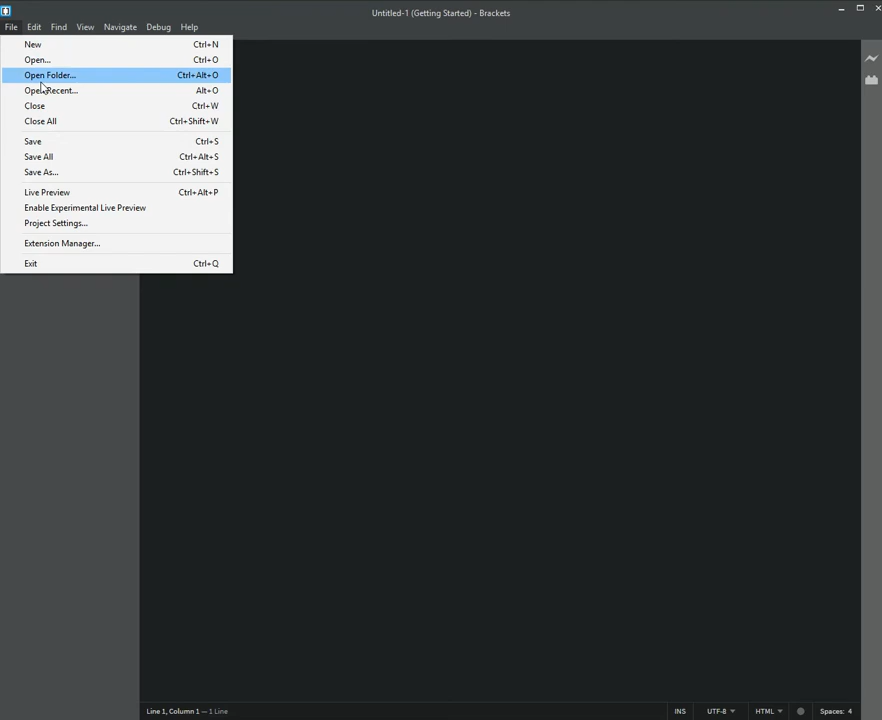 Untitled-1 (Getting Started) - Brackets
File Edit Find View Navigate Debug Help
New Ctrl+N
Open... Ctrl+O
Open Folder... Ctrl+Alt+O
Open Recent... Alt+O
Close Ctrl+W
Close All Ctrl+Shift+W
Save Ctrl+S
Save All Ctrl+Alt+S
Save As... Ctrl+Shift+S
Live Preview Ctrl+Alt+P
Enable Experimental Live Preview
Project Settings...
Extension Manager...
Exit Ctrl+Q
Line 1, Column 1 — 1 Line INS UTF-8 HTML Spaces: 4